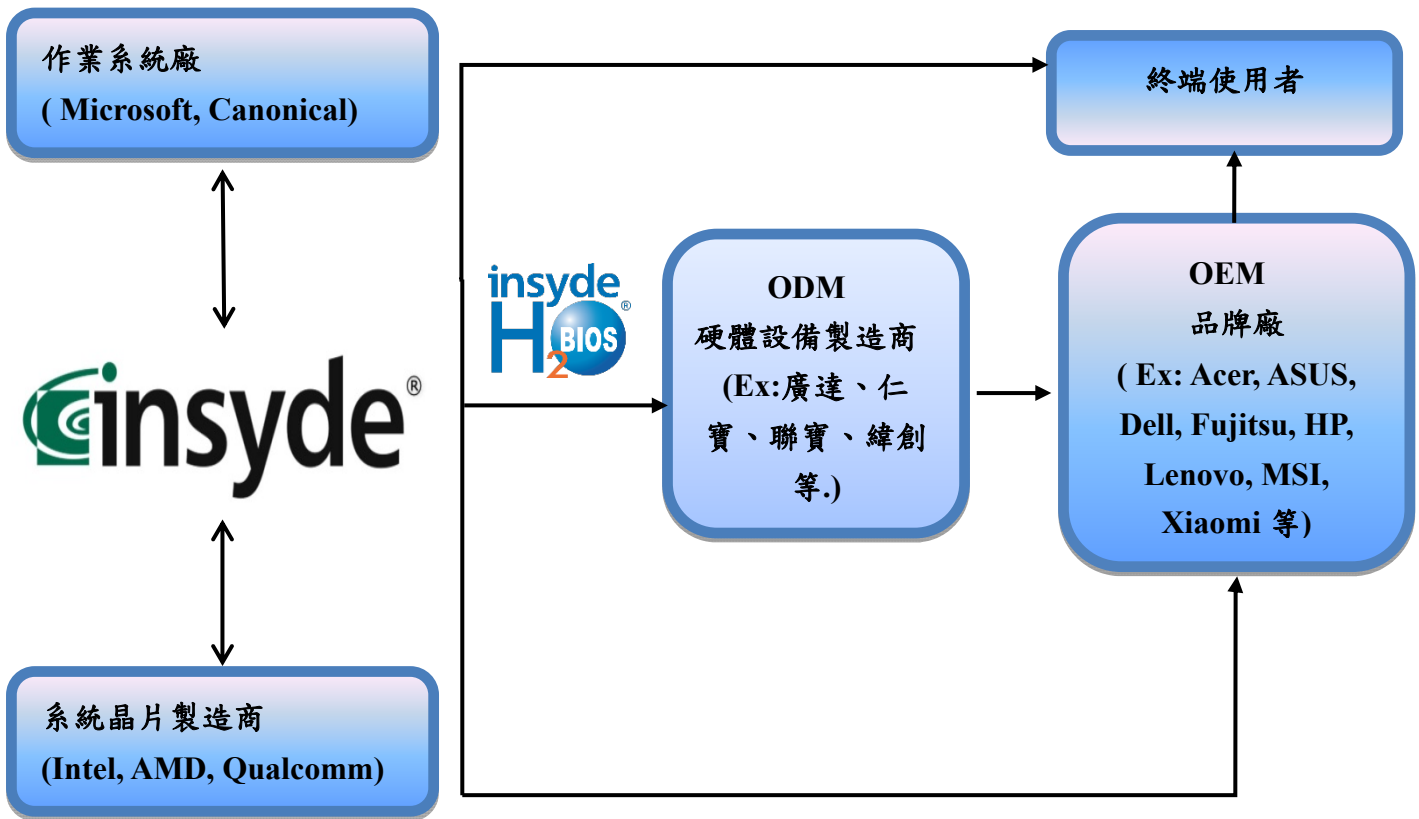 作業系統廠
( Microsoft, Canonical)
終端使用者
insyde®
H2BIOS®
ODM
硬體設備製造商
(Ex:廣達、仁
寶、聯寶、緯創
等.)
OEM
品牌廠
( Ex: Acer, ASUS,
Dell, Fujitsu, HP,
Lenovo, MSI,
Xiaomi 等)
insyde
系統晶片製造商
(Intel, AMD, Qualcomm)